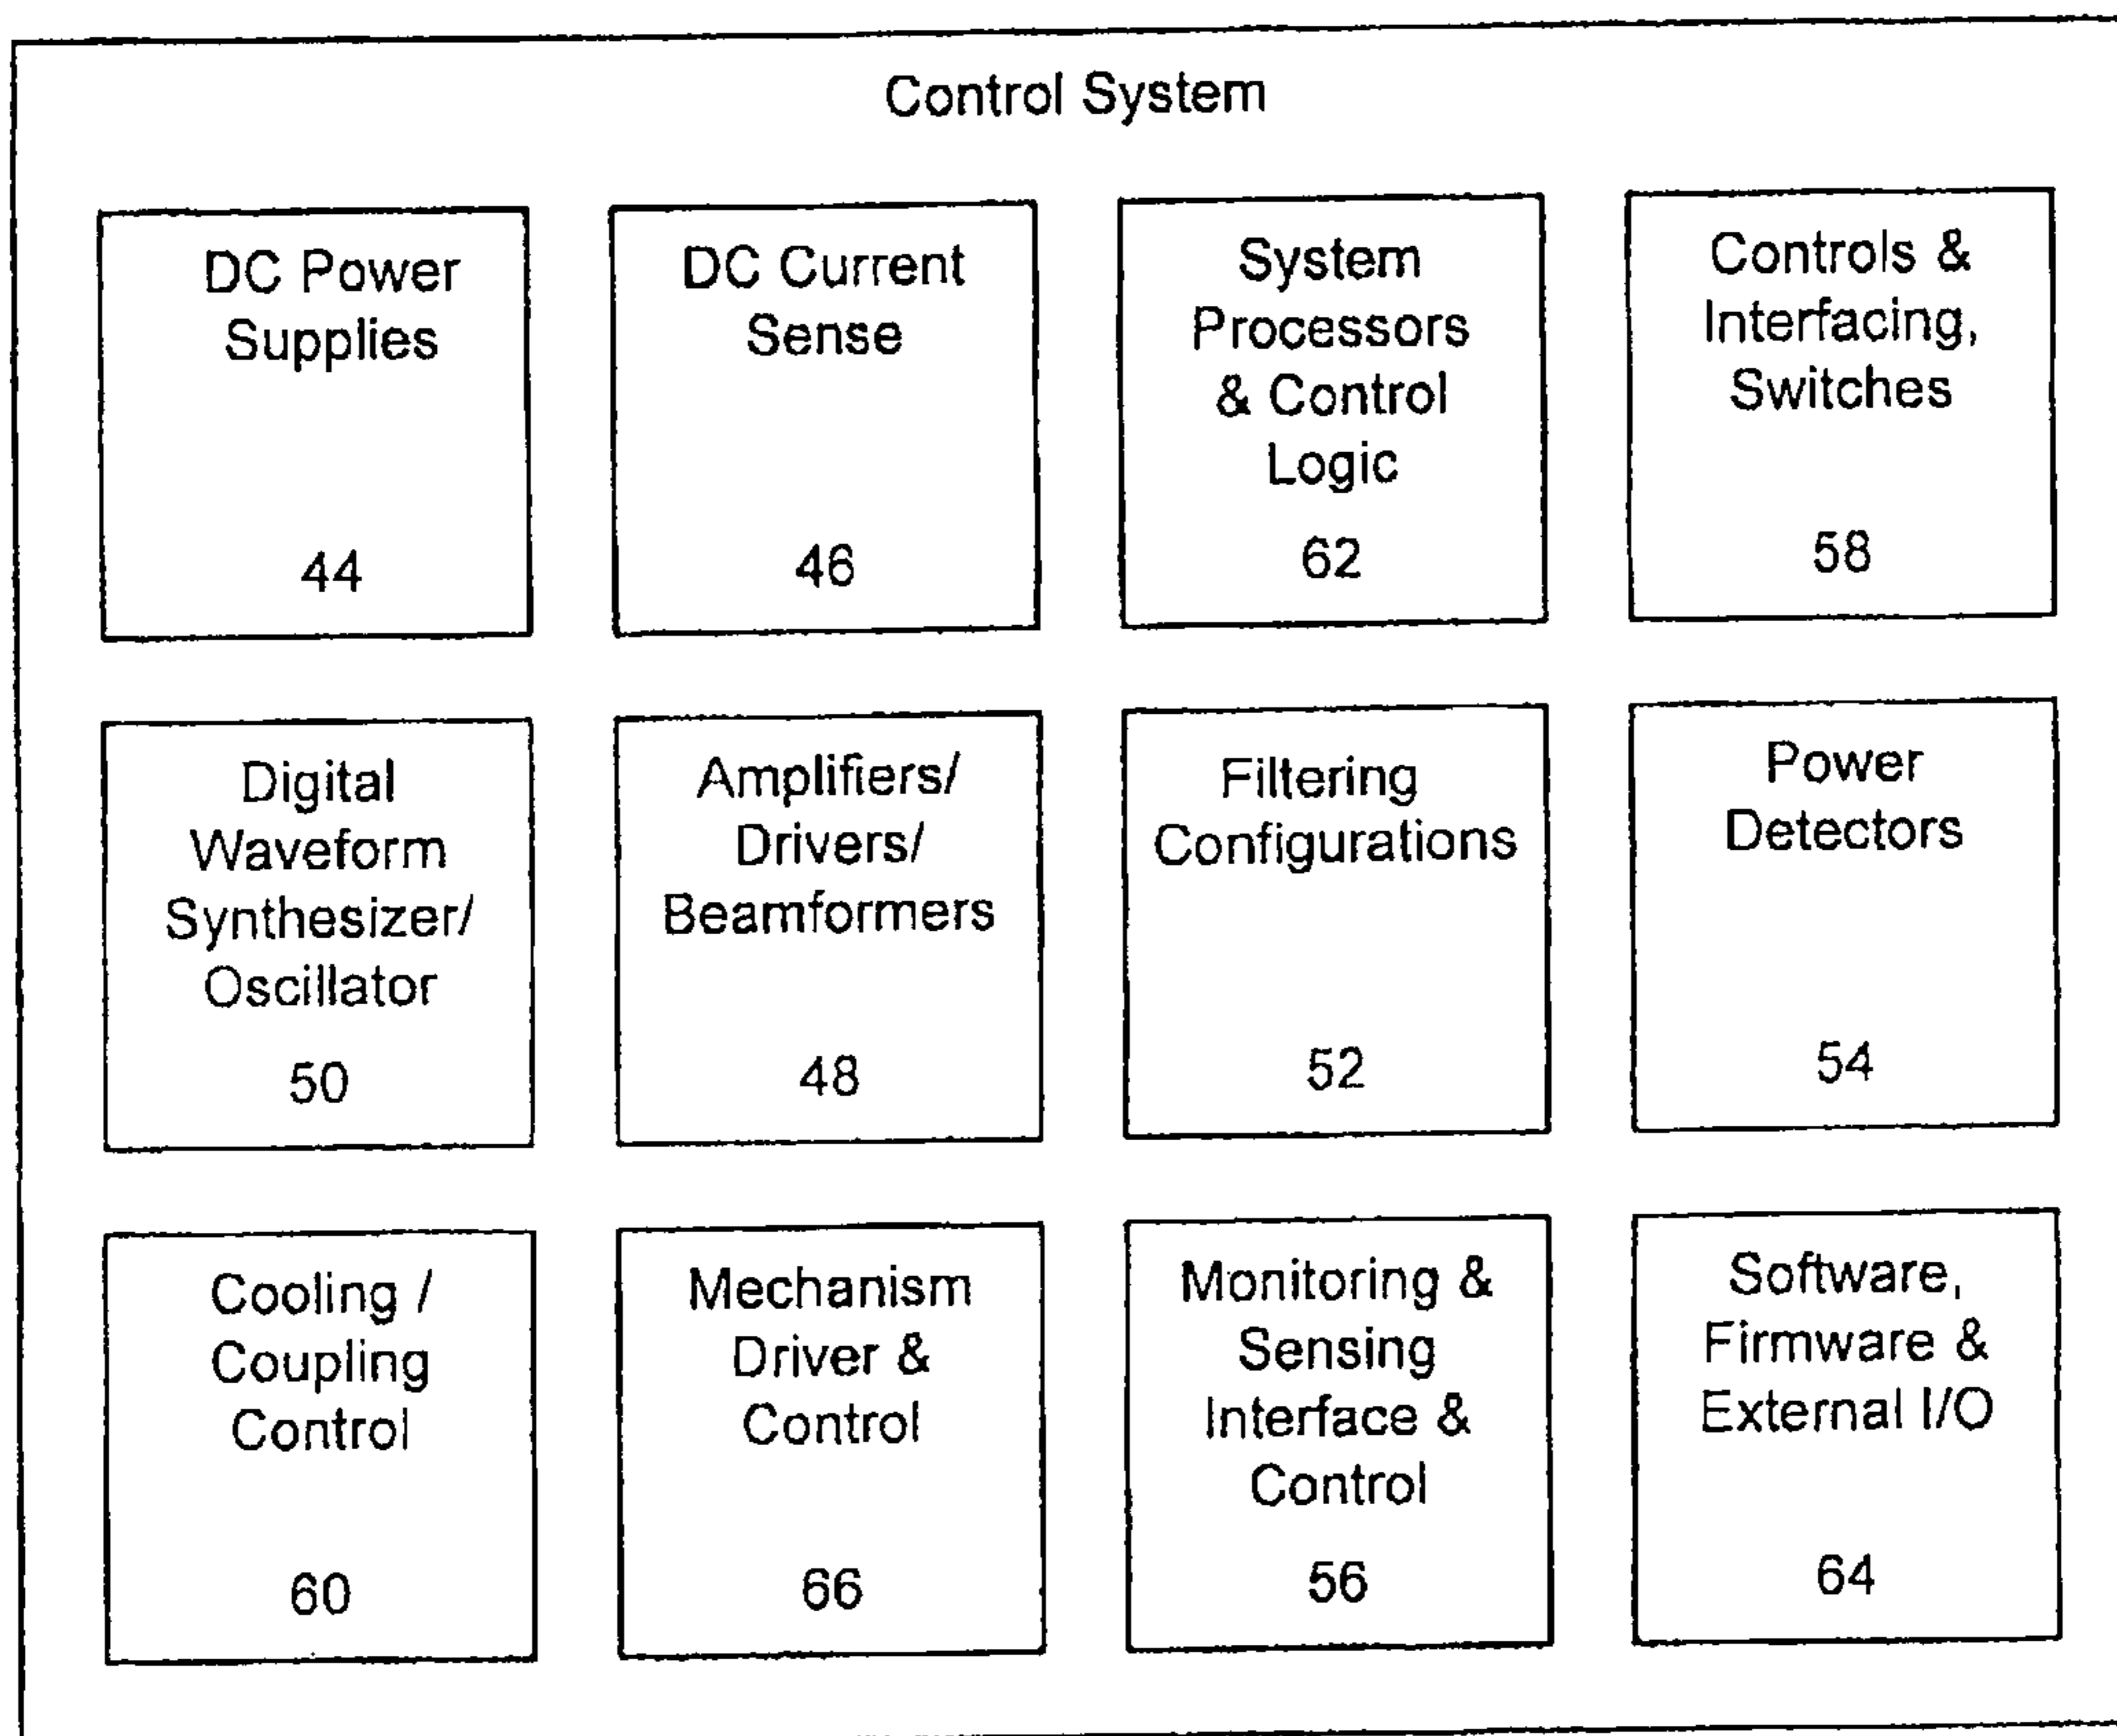 Control System
DC Power
Supplies
44
DC Current
Sense
46
System
Processors
& Control
Logic
62
Controls &
Interfacing,
Switches
58
Digital
Waveform
Synthesizer/
Oscillator
50
Amplifiers/
Drivers/
Beamformers
48
Filtering
Configurations
52
Power
Detectors
54
Cooling /
Coupling
Control
60
Mechanism
Driver &
Control
66
Monitoring &
Sensing
Interface &
Control
56
Software,
Firmware &
External I/O
64